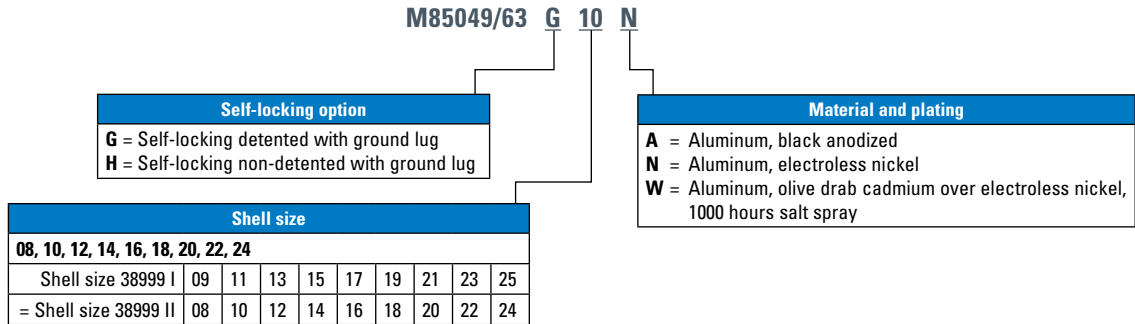 M85049/63 G 10 N
Self-locking option
G = Self-locking detented with ground lug
H = Self-locking non-detented with ground lug
Material and plating
A = Aluminum, black anodized
N = Aluminum, electroless nickel
W = Aluminum, olive drab cadmium over electroless nickel,
1000 hours salt spray
Shell size
08, 10, 12, 14, 16, 18, 20, 22, 24
Shell size 38999 I 09 11 13 15 17 19 21 23 25
= Shell size 38999 II 08 10 12 14 16 18 20 22 24